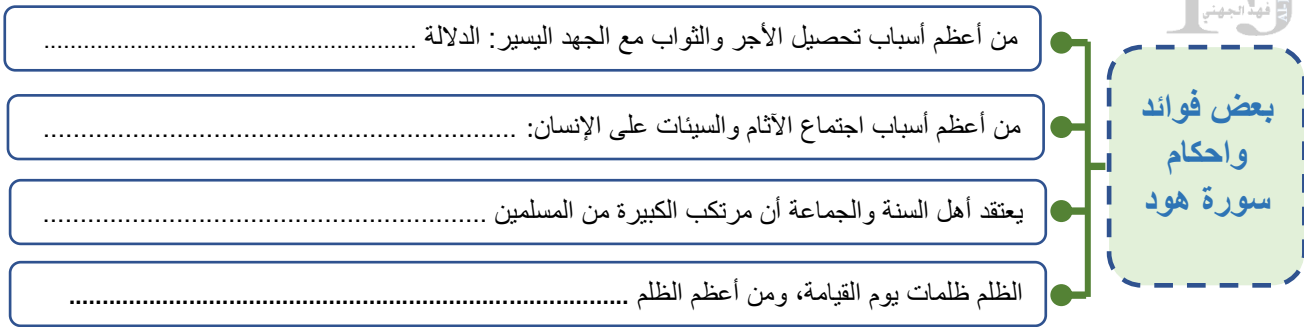 فهد الجهني
بعض فوائد
واحكام
سورة هود
من أعظم أسباب تحصيل الأجر والثواب مع الجهد اليسير: الدلالة ........................................................
من أعظم أسباب اجتماع الآثام والسيئات على الإنسان: ...............................................................
يعتقد أهل السنة والجماعة أن مرتكب الكبيرة من المسلمين ...........................................................
الظلم ظلمات يوم القيامة، ومن أعظم الظلم ...........................................................................